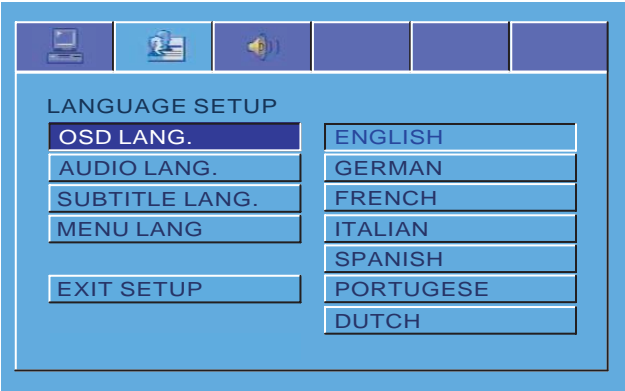 LANGUAGE SETUP
OSD LANG.
AUDIO LANG.
SUBTITLE LANG.
MENU LANG
EXIT SETUP
ENGLISH
GERMAN
FRENCH
ITALIAN
SPANISH
PORTUGESE
DUTCH